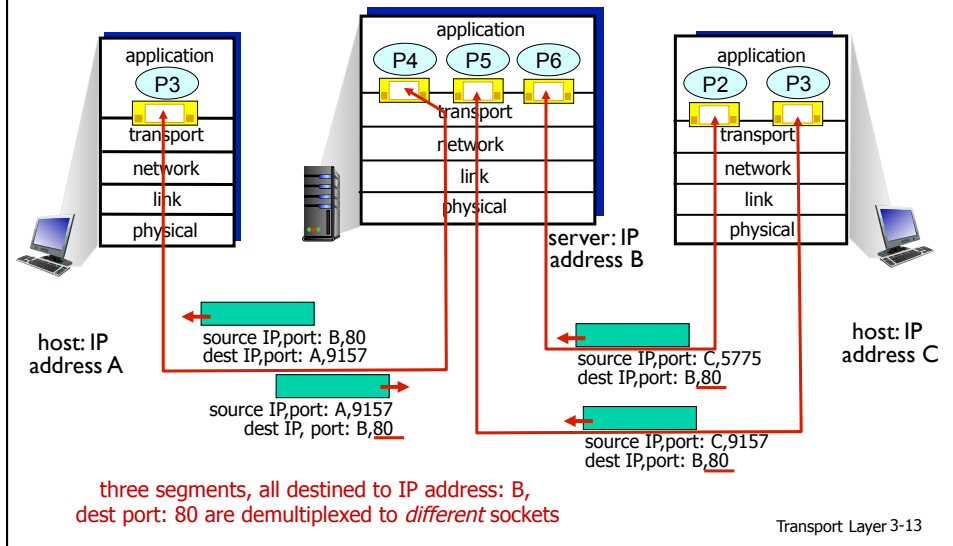 application
P3
transport
network
link
physical
host: IP
address A
application
P4 P5 P6
transport
network
link
physical
server: IP
address B
application
P2 P3
transport
network
link
physical
host: IP
address C
source IP,port: B,80
dest IP,port: A,9157
source IP,port: A,9157
dest IP, port: B,80
source IP,port: C,5775
dest IP,port: B,80
source IP,port: C,9157
dest IP,port: B,80
three segments, all destined to IP address: B,
dest port: 80 are demultiplexed to different sockets
Transport Layer 3-13